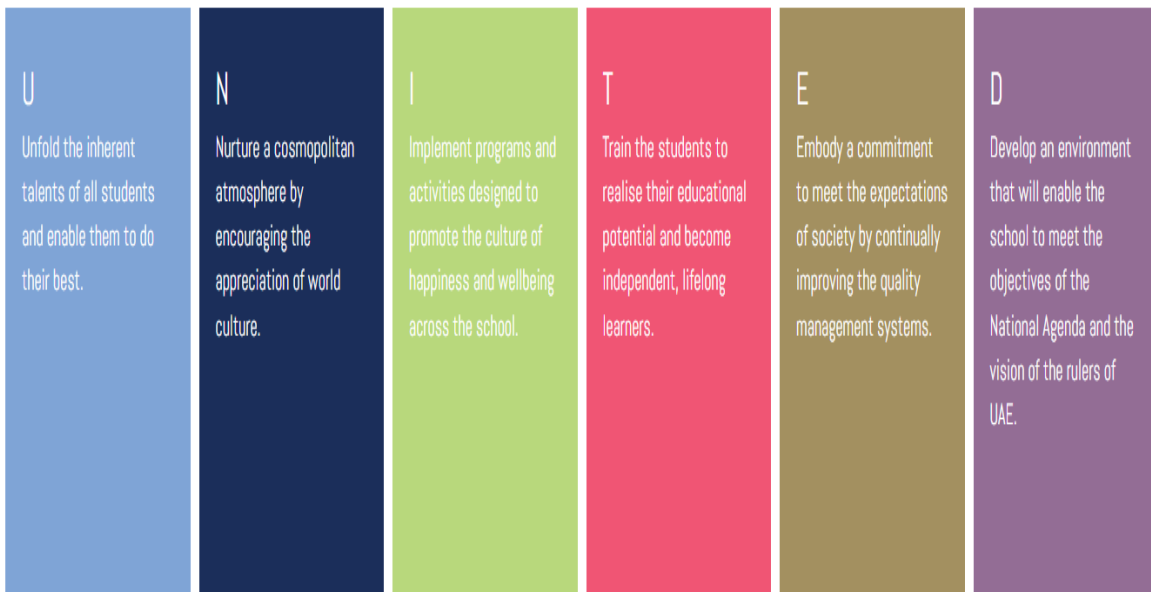 U
Unfold the inherent
talents of all students
and enable them to do
their best.
N
Nurture a cosmopolitan
atmosphere by
encouraging the
appreciation of world
culture.
I
Implement programs and
activities designed to
promote the culture of
happiness and wellbeing
across the school.
T
Train the students to
realise their educational
potential and become
independent, lifelong
learners.
E
Embody a commitment
to meet the expectations
of society by continually
improving the quality
management systems.
D
Develop an environment
that will enable the
school to meet the
objectives of the
National Agenda and the
vision of the rulers of
UAE.